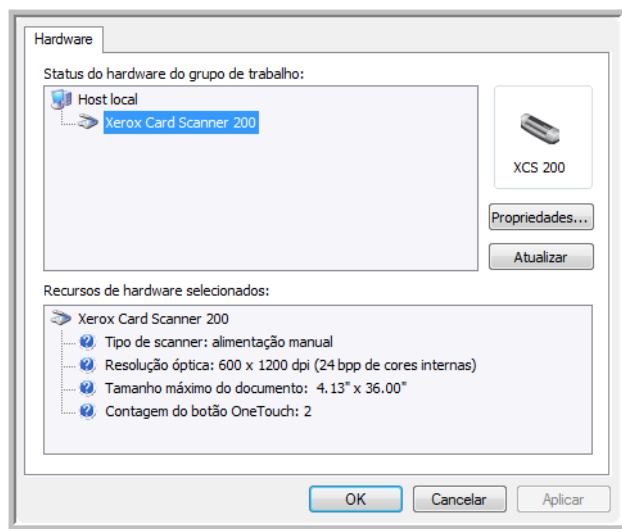 Hardware
Status do hardware do grupo de trabalho:
Host local
Xerox Card Scanner 200
XCS 200
Propriedades...
Atualizar
Recursos de hardware selecionados:
Xerox Card Scanner 200
Tipo de scanner: alimentação manual
Resolução óptica: 600 x 1200 dpi (24 bpp de cores internas)
Tamanho máximo do documento: 4.13" x 36.00"
Contagem do botão OneTouch: 2
OK Cancelar Aplicar